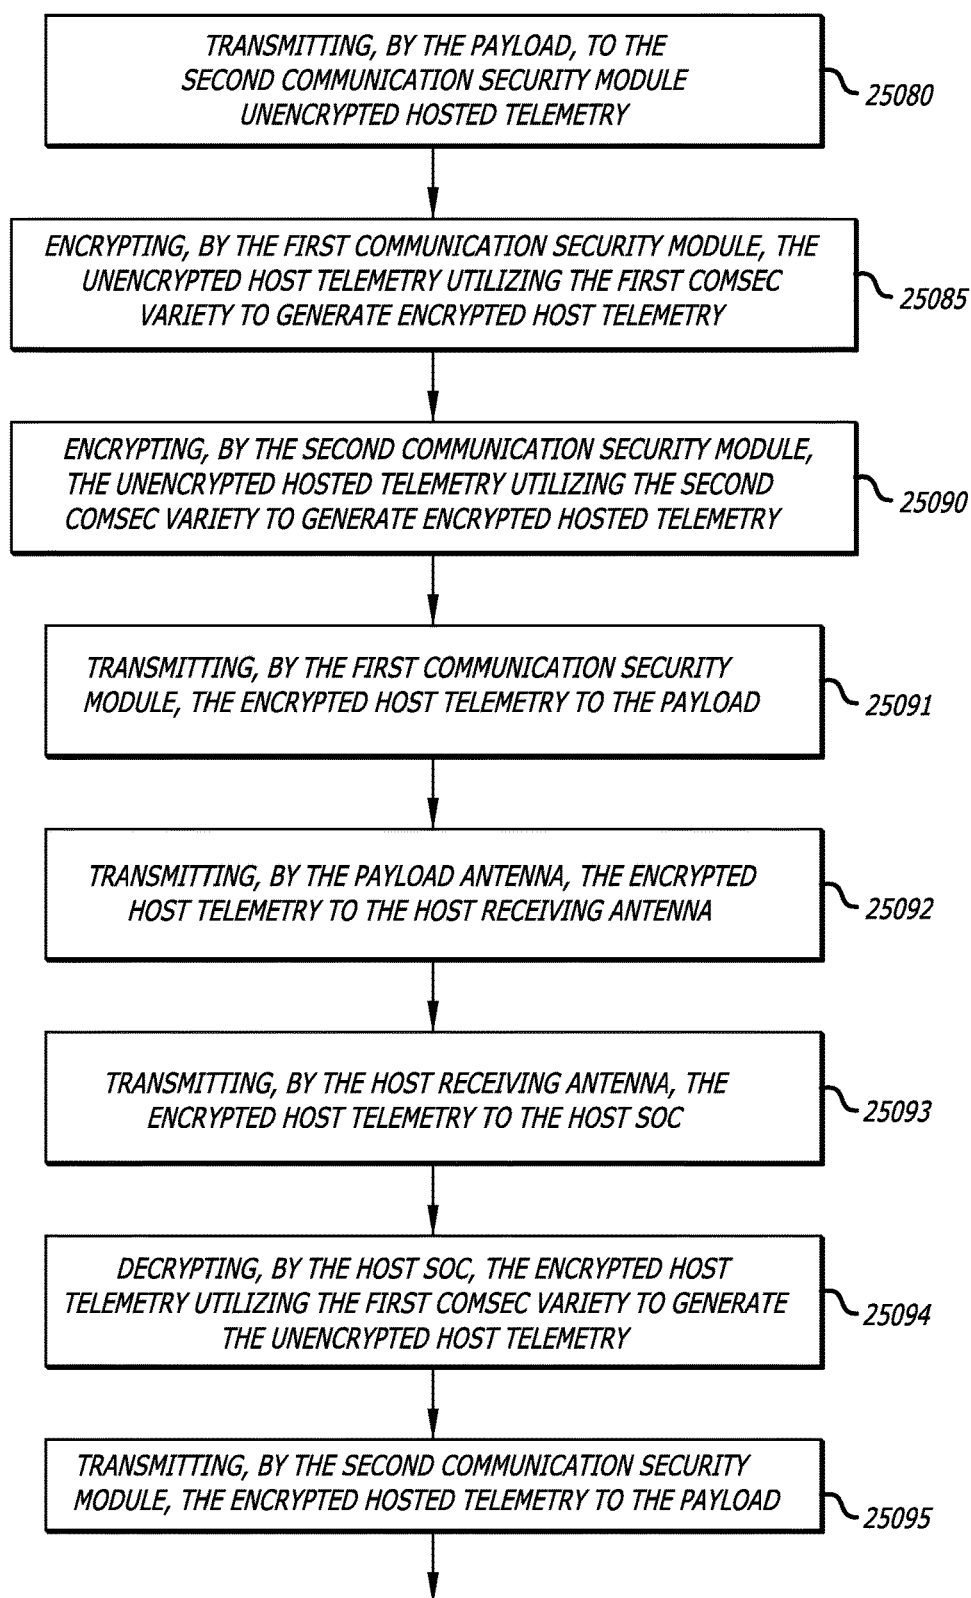 TRANSMITTING, BY THE PAYLOAD, TO THE
SECOND COMMUNICATION SECURITY MODULE
UNENCRYPTED HOSTED TELEMETRY
25080
ENCRYPTING, BY THE FIRST COMMUNICATION SECURITY MODULE, THE
UNENCRYPTED HOST TELEMETRY UTILIZING THE FIRST COMSEC
VARIETY TO GENERATE ENCRYPTED HOST TELEMETRY
25085
ENCRYPTING, BY THE SECOND COMMUNICATION SECURITY MODULE,
THE UNENCRYPTED HOSTED TELEMETRY UTILIZING THE SECOND
COMSEC VARIETY TO GENERATE ENCRYPTED HOSTED TELEMETRY
25090
TRANSMITTING, BY THE FIRST COMMUNICATION SECURITY
MODULE, THE ENCRYPTED HOST TELEMETRY TO THE PAYLOAD
25091
TRANSMITTING, BY THE PAYLOAD ANTENNA, THE ENCRYPTED
HOST TELEMETRY TO THE HOST RECEIVING ANTENNA
25092
TRANSMITTING, BY THE HOST RECEIVING ANTENNA, THE
ENCRYPTED HOST TELEMETRY TO THE HOST SOC
25093
DECRYPTING, BY THE HOST SOC, THE ENCRYPTED HOST
TELEMETRY UTILIZING THE FIRST COMSEC VARIETY TO GENERATE
THE UNENCRYPTED HOST TELEMETRY
25094
TRANSMITTING, BY THE SECOND COMMUNICATION SECURITY
MODULE, THE ENCRYPTED HOSTED TELEMETRY TO THE PAYLOAD
25095